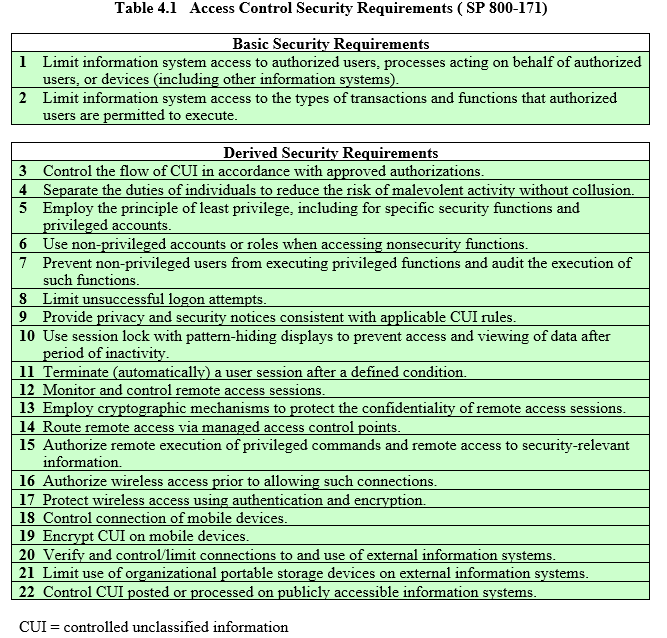 Table 4.1   Access Control Security Requirements ( SP 800-171)
Basic Security Requirements
1 Limit information system access to authorized users, processes acting on behalf of authorized
users, or devices (including other information systems).
2 Limit information system access to the types of transactions and functions that authorized
users are permitted to execute.
Derived Security Requirements
3 Control the flow of CUI in accordance with approved authorizations.
4 Separate the duties of individuals to reduce the risk of malevolent activity without collusion.
5 Employ the principle of least privilege, including for specific security functions and
privileged accounts.
6 Use non-privileged accounts or roles when accessing nonsecurity functions.
7 Prevent non-privileged users from executing privileged functions and audit the execution of
such functions.
8 Limit unsuccessful logon attempts.
9 Provide privacy and security notices consistent with applicable CUI rules.
10 Use session lock with pattern-hiding displays to prevent access and viewing of data after
period of inactivity.
11 Terminate (automatically) a user session after a defined condition.
12 Monitor and control remote access sessions.
13 Employ cryptographic mechanisms to protect the confidentiality of remote access sessions.
14 Route remote access via managed access control points.
15 Authorize remote execution of privileged commands and remote access to security-relevant
information.
16 Authorize wireless access prior to allowing such connections.
17 Protect wireless access using authentication and encryption.
18 Control connection of mobile devices.
19 Encrypt CUI on mobile devices.
20 Verify and control/limit connections to and use of external information systems.
21 Limit use of organizational portable storage devices on external information systems.
22 Control CUI posted or processed on publicly accessible information systems.
CUI = controlled unclassified information